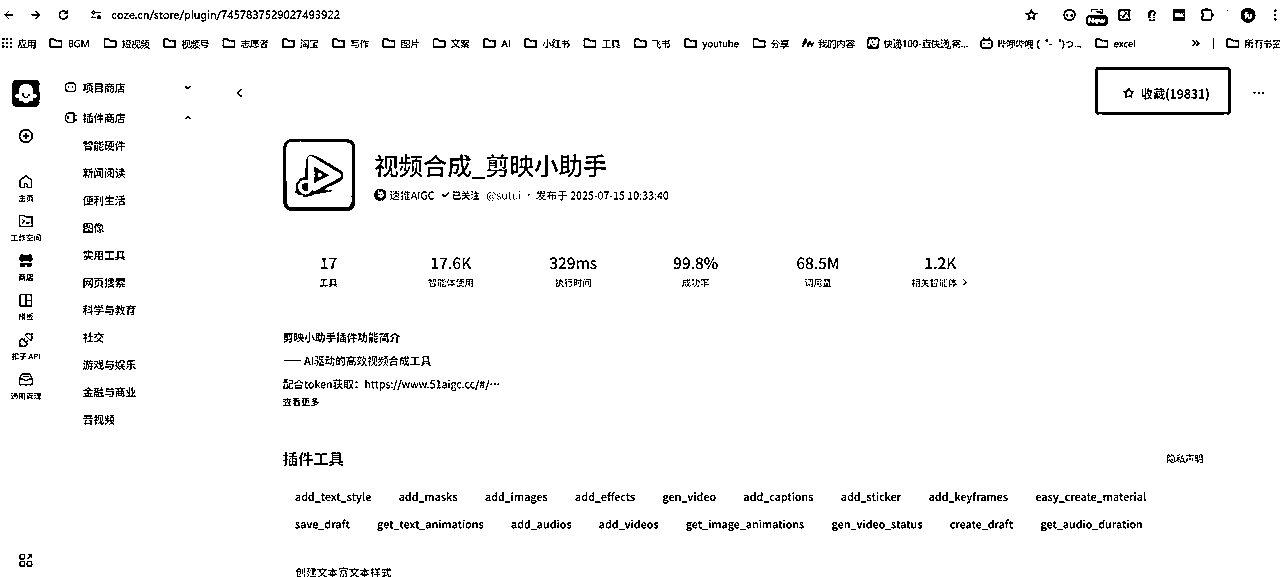 coze.cn/store/plugin/7457837529027493922
New
应用 BGM 短视频 视频号 志愿者 淘宝 写作 图片 文案 AI 小红书 工具 飞书 youtube 分享 我的内容 快递100-查快递,寄... 哔哩哔哩 ( ゜- ゜)つ... excel » 所有书签
项目商店
收藏(19831)
插件商店
智能硬件
视频合成_剪映小助手
新闻阅读
速推AIGC 已关注 @sutui · 发布于 2025-07-15 10:33:40
主页
便利生活
图像
工作空间
实用工具
17 17.6K 329ms 99.8% 68.5M 1.2K
商店
网页搜索
工具 智能体使用 执行时间 成功率 调用量 相关智能体 >
模板
科学与教育
社交
剪映小助手插件功能简介
扣子 API
游戏与娱乐
—— AI驱动的高效视频合成工具
金融与商业
配合token获取：https://www.51aigc.cc/#/…
通用管理
查看更多
音视频
插件工具
隐私声明
add_text_style add_masks add_images add_effects gen_video add_captions add_sticker add_keyframes easy_create_material
save_draft get_text_animations add_audios add_videos get_image_animations gen_video_status create_draft get_audio_duration
创建文本富文本样式